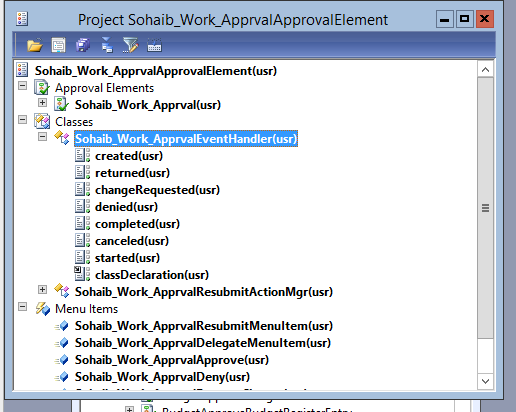 Project Sohaib_Work_ApprvalApprovalElement
Sohaib_Work_ApprvalApprovalElement(usr)
Approval Elements
Sohaib_Work_Apprval(usr)
Classes
Sohaib_Work_ApprvalEventHandler(usr)
created(usr)
returned(usr)
changeRequested(usr)
denied(usr)
completed(usr)
canceled(usr)
started(usr)
classDeclaration(usr)
Sohaib_Work_ApprvalResubmitActionMgr(usr)
Menu Items
Sohaib_Work_ApprvalResubmitMenuItem(usr)
Sohaib_Work_ApprvalDelegateMenuItem(usr)
Sohaib_Work_ApprvalApprove(usr)
Sohaib_Work_ApprvalDeny(usr)